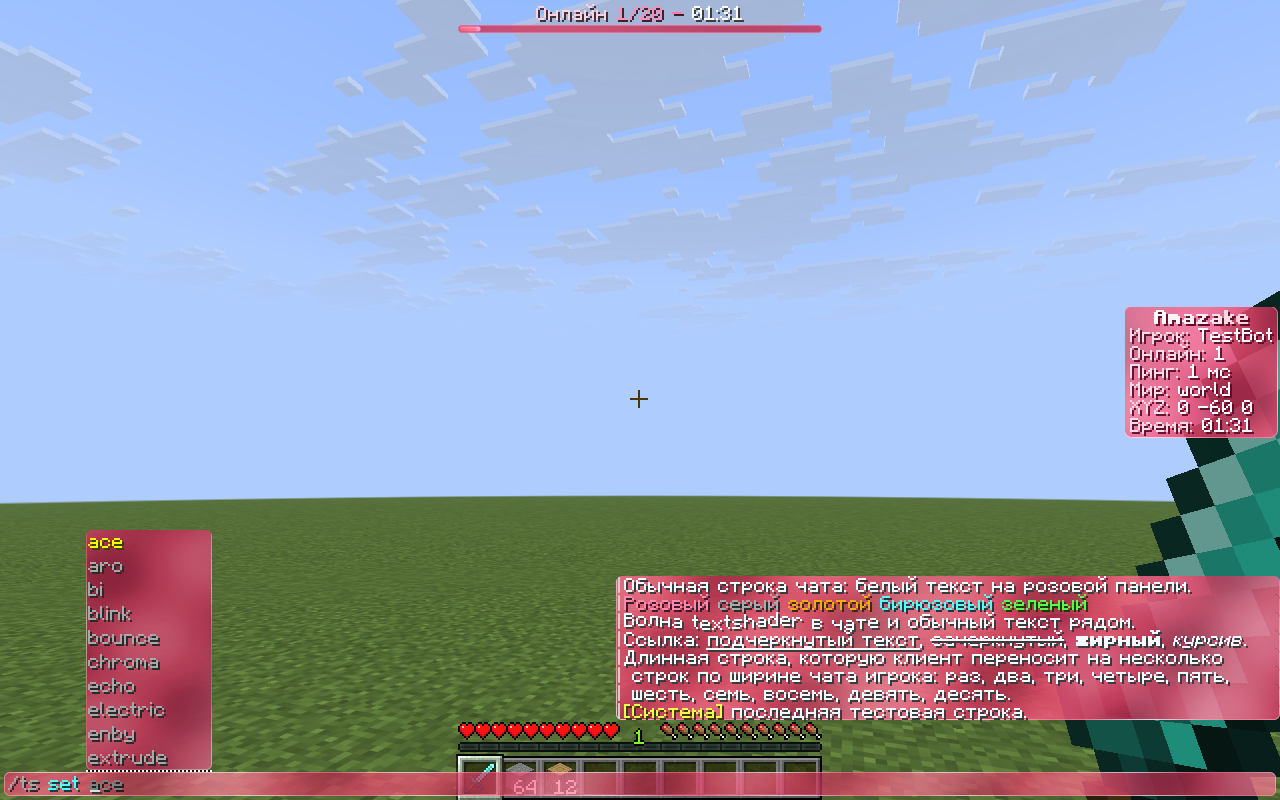 Онлайн 1/20 – 01:31
Amazake
Игрок: TestBot
Онлайн: 1
Пинг: 1 мс
Мир: world
XYZ: 0 -60 0
Время: 01:31
ace
aro
bi
blink
bounce
chroma
echo
electric
enby
extrude
Обычная строка чата: белый текст на розовой панели.
Розовый серый золотой бирюзовый зеленый
Волна textshader в чате и обычный текст рядом.
Ссылка: подчеркнутый текст, зачеркнутый, жирный, курсив.
Длинная строка, которую клиент переносит на несколько
строк по ширине чата игрока: раз, два, три, четыре, пять,
шесть, семь, восемь, девять, десять.
[Система] последняя тестовая строка.
1
64 12
/ts set ace